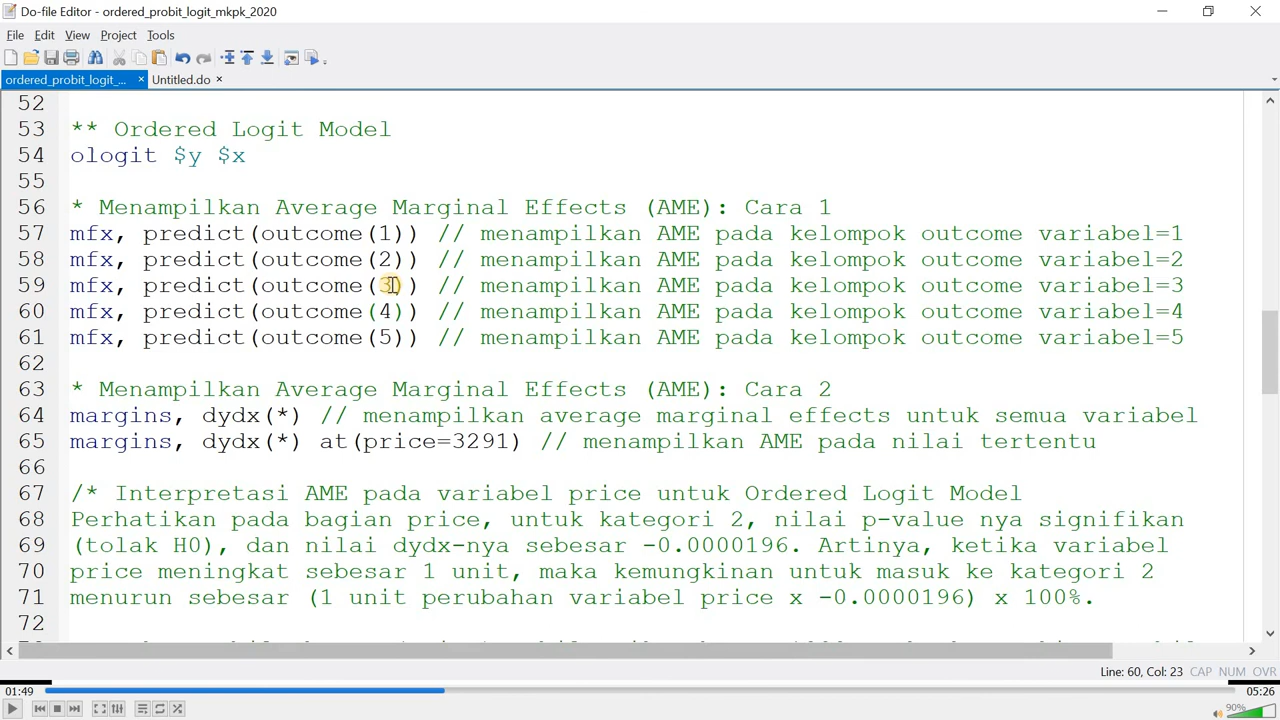 Do-file Editor - ordered_probit_logit_mkpk_2020
File Edit View Project Tools
ordered_probit_logit_... × Untitled.do ×
52
53 ** Ordered Logit Model
54 ologit $y $x
55
56 * Menampilkan Average Marginal Effects (AME): Cara 1
57 mfx, predict(outcome(1)) // menampilkan AME pada kelompok outcome variabel=1
58 mfx, predict(outcome(2)) // menampilkan AME pada kelompok outcome variabel=2
59 mfx, predict(outcome(3)) // menampilkan AME pada kelompok outcome variabel=3
60 mfx, predict(outcome(4)) // menampilkan AME pada kelompok outcome variabel=4
61 mfx, predict(outcome(5)) // menampilkan AME pada kelompok outcome variabel=5
62
63 * Menampilkan Average Marginal Effects (AME): Cara 2
64 margins, dydx(*) // menampilkan average marginal effects untuk semua variabel
65 margins, dydx(*) at(price=3291) // menampilkan AME pada nilai tertentu
66
67 /* Interpretasi AME pada variabel price untuk Ordered Logit Model
68 Perhatikan pada bagian price, untuk kategori 2, nilai p-value nya signifikan
69 (tolak H0), dan nilai dydx-nya sebesar -0.0000196. Artinya, ketika variabel
70 price meningkat sebesar 1 unit, maka kemungkinan untuk masuk ke kategori 2
71 menurun sebesar (1 unit perubahan variabel price x -0.0000196) x 100%.
72
Line: 60, Col: 23 CAP NUM OVR
01:49 05:26
90%